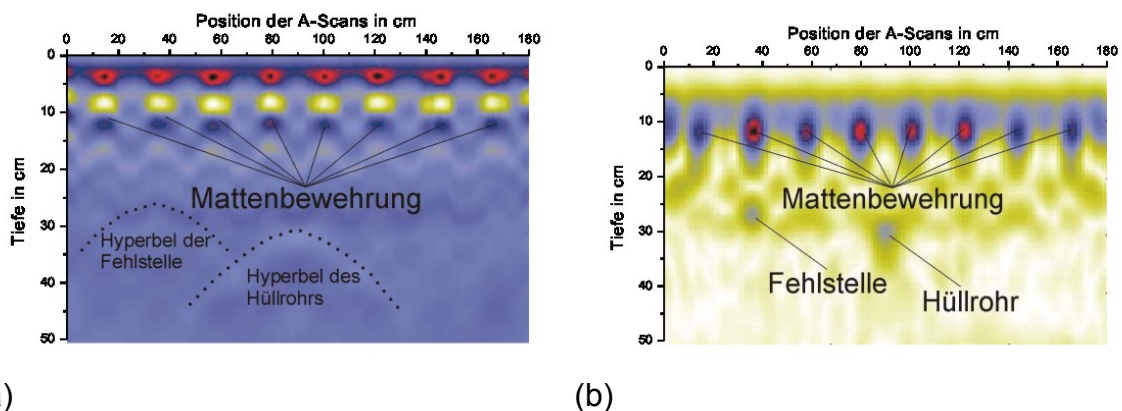 Position der A-Scans in cm
0 20 40 60 80 100 120 140 160 180
0
10
20
30
40
50
Tiefe in cm
Mattenbewehrung
Hyperbel der
Fehlstelle
Hyperbel des
Hüllrohrs
Position der A-Scans in cm
0 20 40 60 80 100 120 140 160 180
0
10
20
30
40
50
Tiefe in cm
Mattenbewehrung
Fehlstelle
Hüllrohr
(b)